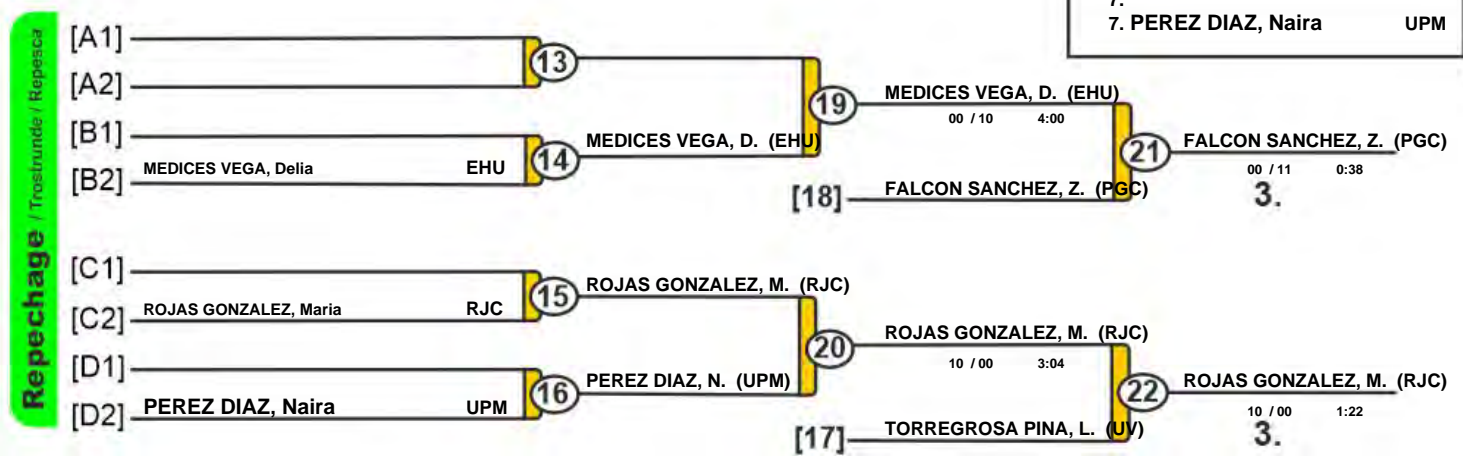 7.
7. PEREZ DIAZ, Naira UPM
Repechage / Trostrunde / Repesca
[A1]
13
[A2]
19
MEDICES VEGA, D. (EHU)
00 / 10 4:00
[B1]
MEDICES VEGA, Delia EHU
14
MEDICES VEGA, D. (EHU)
[B2]
21
FALCON SANCHEZ, Z. (PGC)
00 / 11 0:38
3.
[18]
FALCON SANCHEZ, Z. (PGC)
[C1]
ROJAS GONZALEZ, Maria RJC
15
ROJAS GONZALEZ, M. (RJC)
[C2]
20
ROJAS GONZALEZ, M. (RJC)
10 / 00 3:04
[D1]
PEREZ DIAZ, Naira UPM
16
PEREZ DIAZ, N. (UPM)
[D2]
22
ROJAS GONZALEZ, M. (RJC)
10 / 00 1:22
3.
[17]
TORREGROSA PINA, L. (UV)